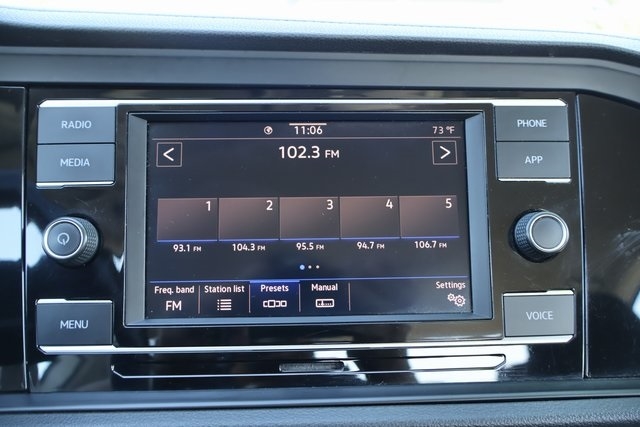 RADIO
MEDIA
MENU
11:06
73 °F
<
102.3 FM
>
1 2 3 4 5
93.1 FM 104.3 FM 95.5 FM 94.7 FM 106.7 FM
Freq. band Station list Presets Manual Settings
FM
PHONE
APP
VOICE